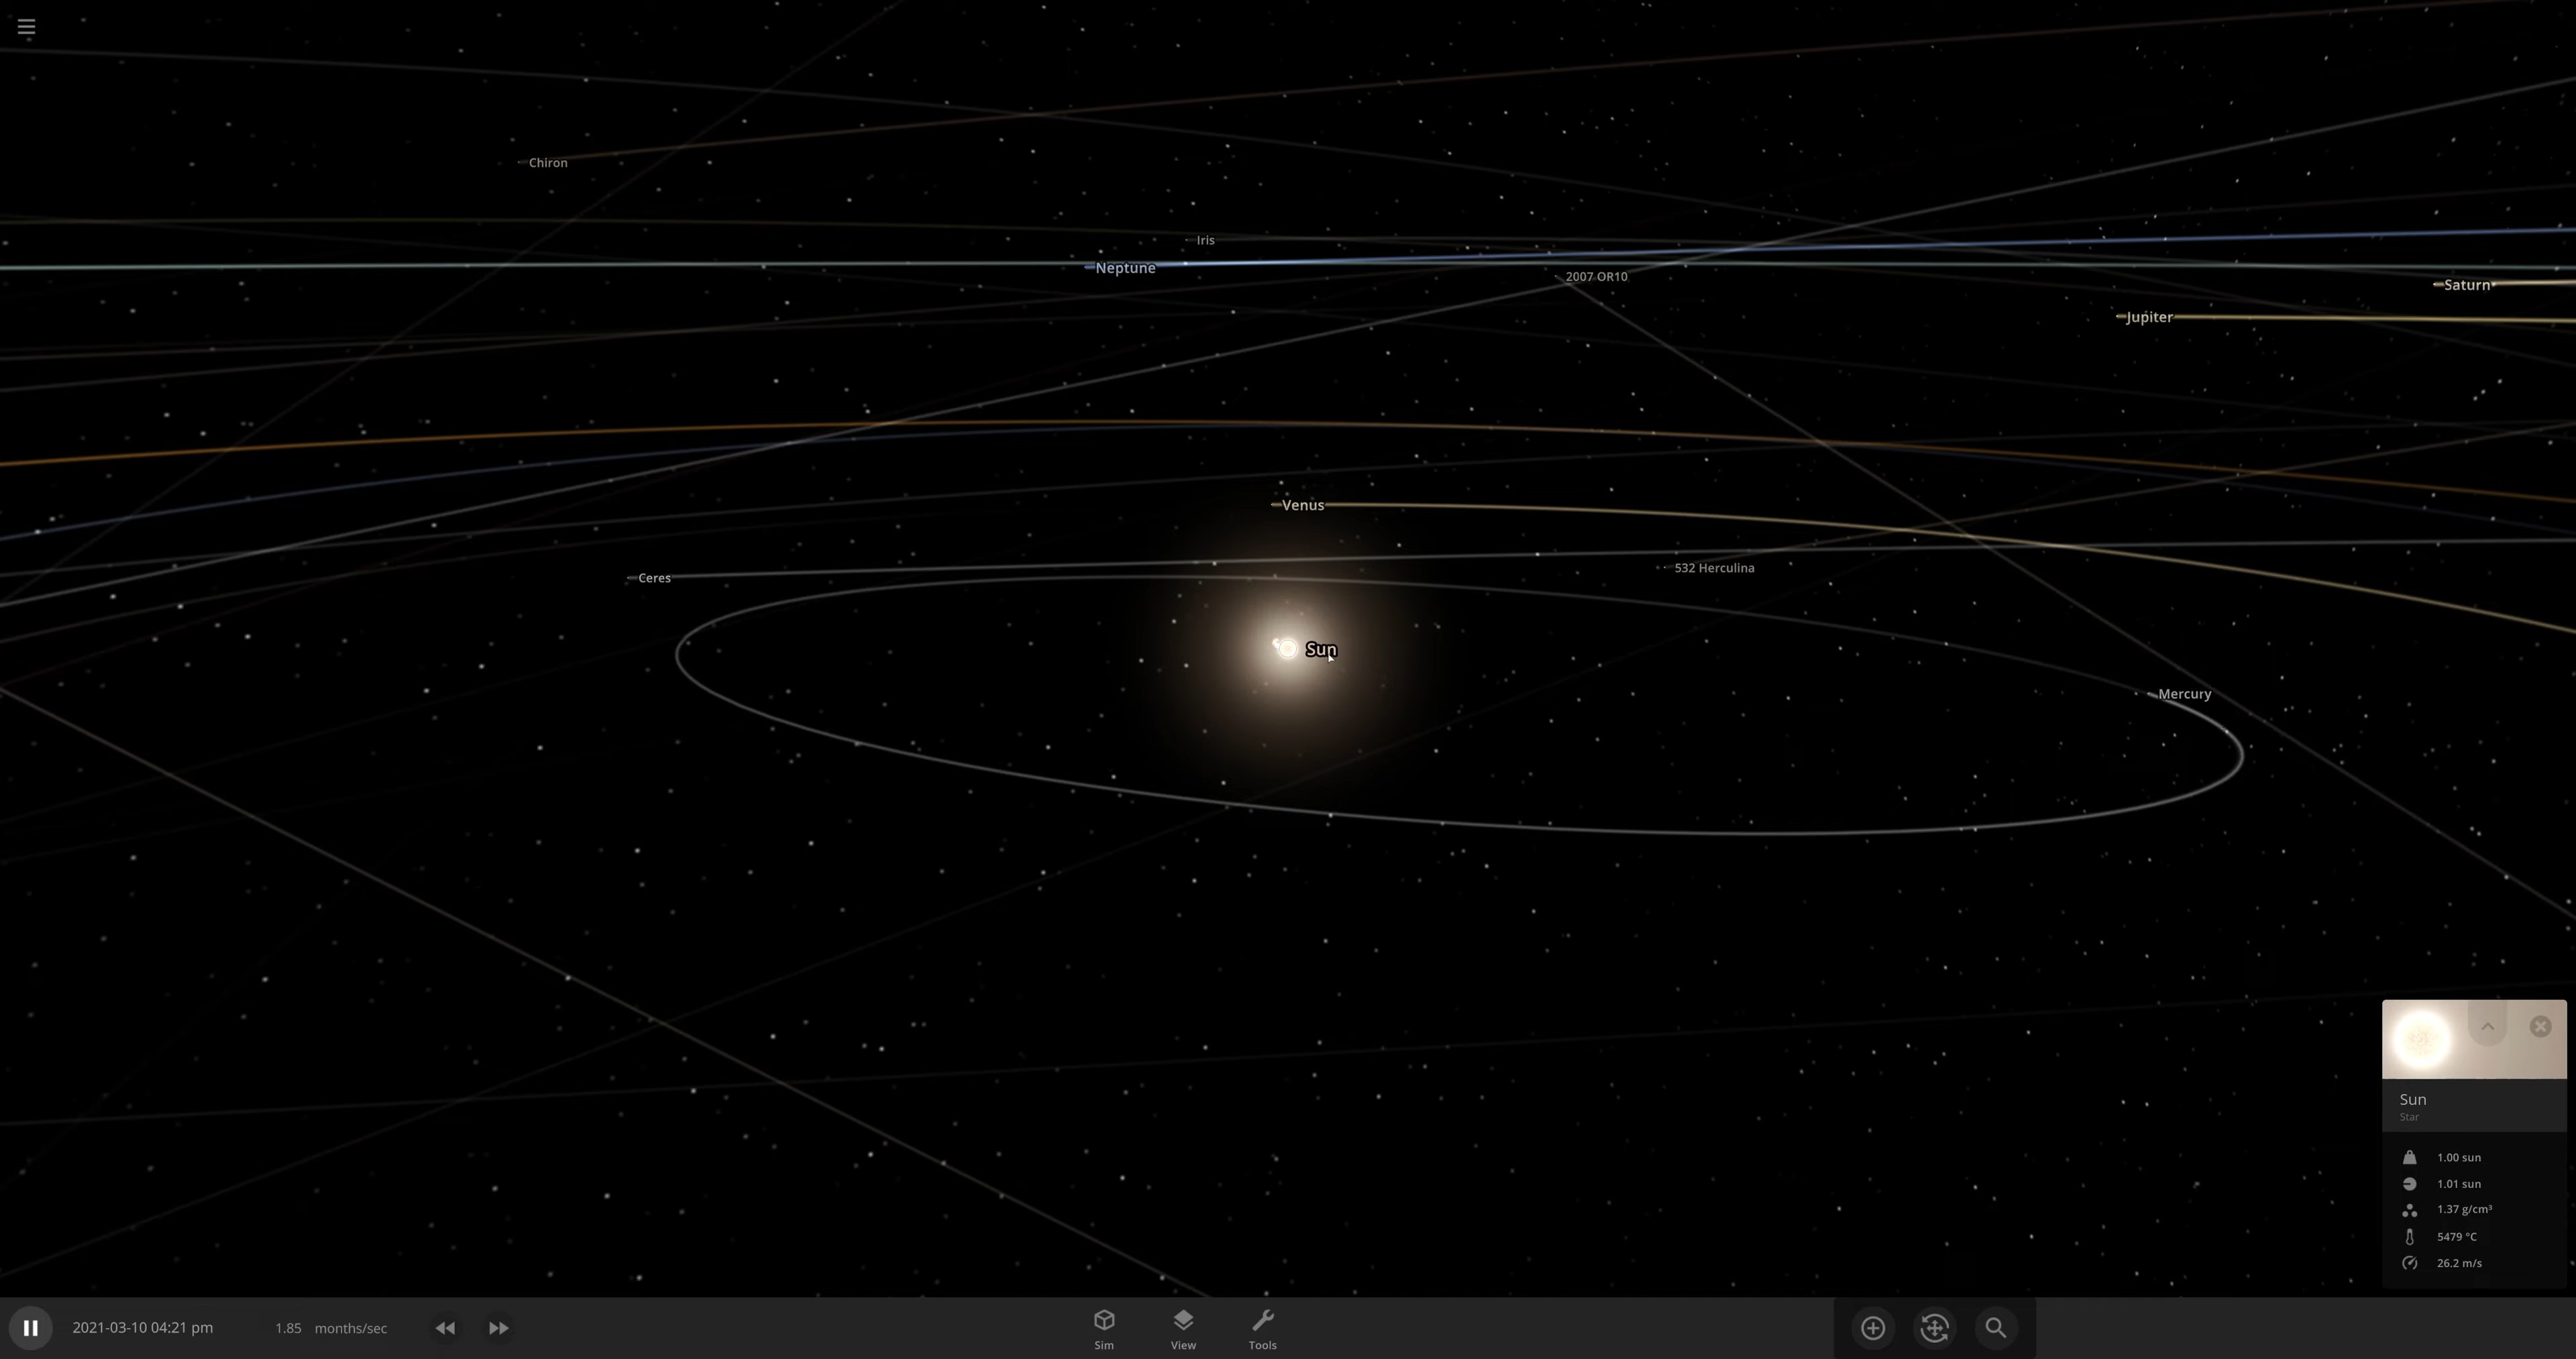 Chiron
Iris
Neptune
2007 OR10
Saturn
Jupiter
Venus
Ceres
532 Herculina
Sun
Mercury
Sun
Star
1.00 sun
1.01 sun
1.37 g/cm³
5479 °C
26.2 m/s
2021-03-10 04:21 pm
1.85 months/sec
Sim
View
Tools